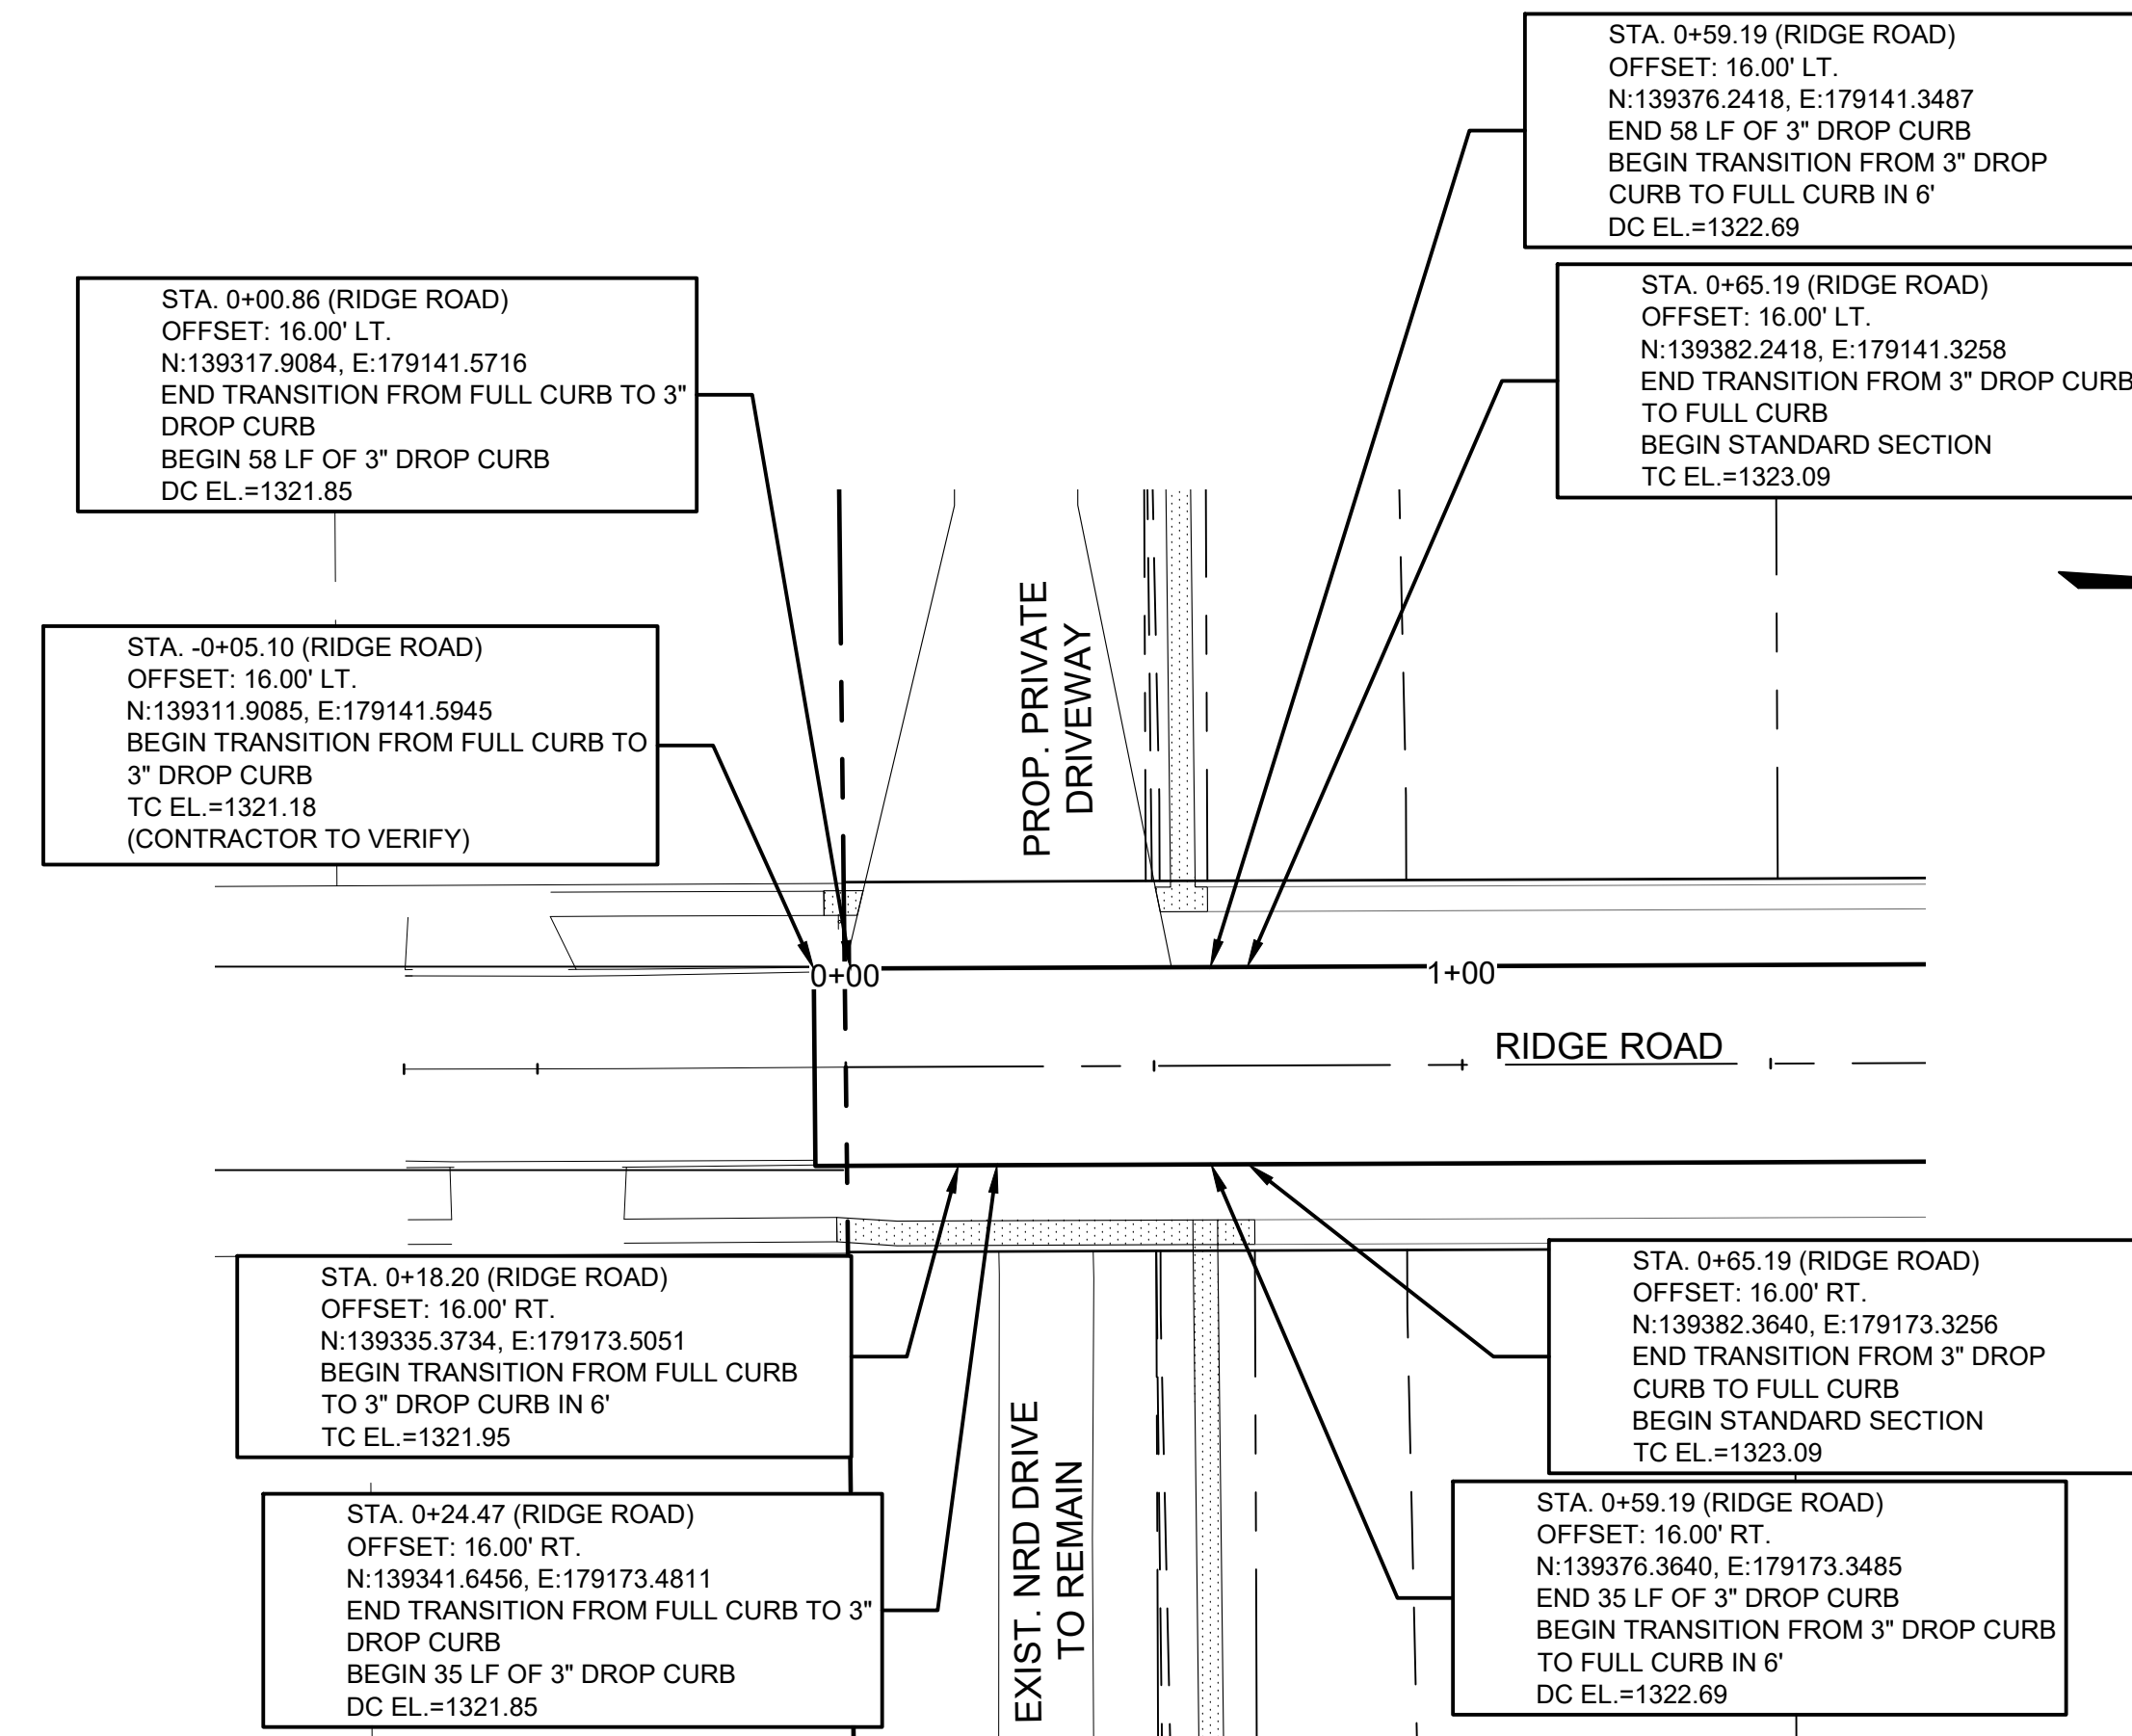 STA. 0+59.19 (RIDGE ROAD)
OFFSET: 16.00' LT.
N:139376.2418, E:179141.3487
END 58 LF OF 3" DROP CURB
BEGIN TRANSITION FROM 3" DROP
CURB TO FULL CURB IN 6'
DC EL.=1322.69
STA. 0+65.19 (RIDGE ROAD)
OFFSET: 16.00' LT.
N:139382.2418, E:179141.3258
END TRANSITION FROM 3" DROP CURB
TO FULL CURB
BEGIN STANDARD SECTION
TC EL.=1323.09
STA. 0+00.86 (RIDGE ROAD)
OFFSET: 16.00' LT.
N:139317.9084, E:179141.5716
END TRANSITION FROM FULL CURB TO 3"
DROP CURB
BEGIN 58 LF OF 3" DROP CURB
DC EL.=1321.85
STA. -0+05.10 (RIDGE ROAD)
OFFSET: 16.00' LT.
N:139311.9085, E:179141.5945
BEGIN TRANSITION FROM FULL CURB TO
3" DROP CURB
TC EL.=1321.18
(CONTRACTOR TO VERIFY)
PROP. PRIVATE
DRIVEWAY
0+00
1+00
RIDGE ROAD
STA. 0+18.20 (RIDGE ROAD)
OFFSET: 16.00' RT.
N:139335.3734, E:179173.5051
BEGIN TRANSITION FROM FULL CURB
TO 3" DROP CURB IN 6'
TC EL.=1321.95
STA. 0+24.47 (RIDGE ROAD)
OFFSET: 16.00' RT.
N:139341.6456, E:179173.4811
END TRANSITION FROM FULL CURB TO 3"
DROP CURB
BEGIN 35 LF OF 3" DROP CURB
DC EL.=1321.85
EXIST. NRD DRIVE
TO REMAIN
STA. 0+65.19 (RIDGE ROAD)
OFFSET: 16.00' RT.
N:139382.3640, E:179173.3256
END TRANSITION FROM 3" DROP
CURB TO FULL CURB
BEGIN STANDARD SECTION
TC EL.=1323.09
STA. 0+59.19 (RIDGE ROAD)
OFFSET: 16.00' RT.
N:139376.3640, E:179173.3485
END 35 LF OF 3" DROP CURB
BEGIN TRANSITION FROM 3" DROP CURB
TO FULL CURB IN 6'
DC EL.=1322.69